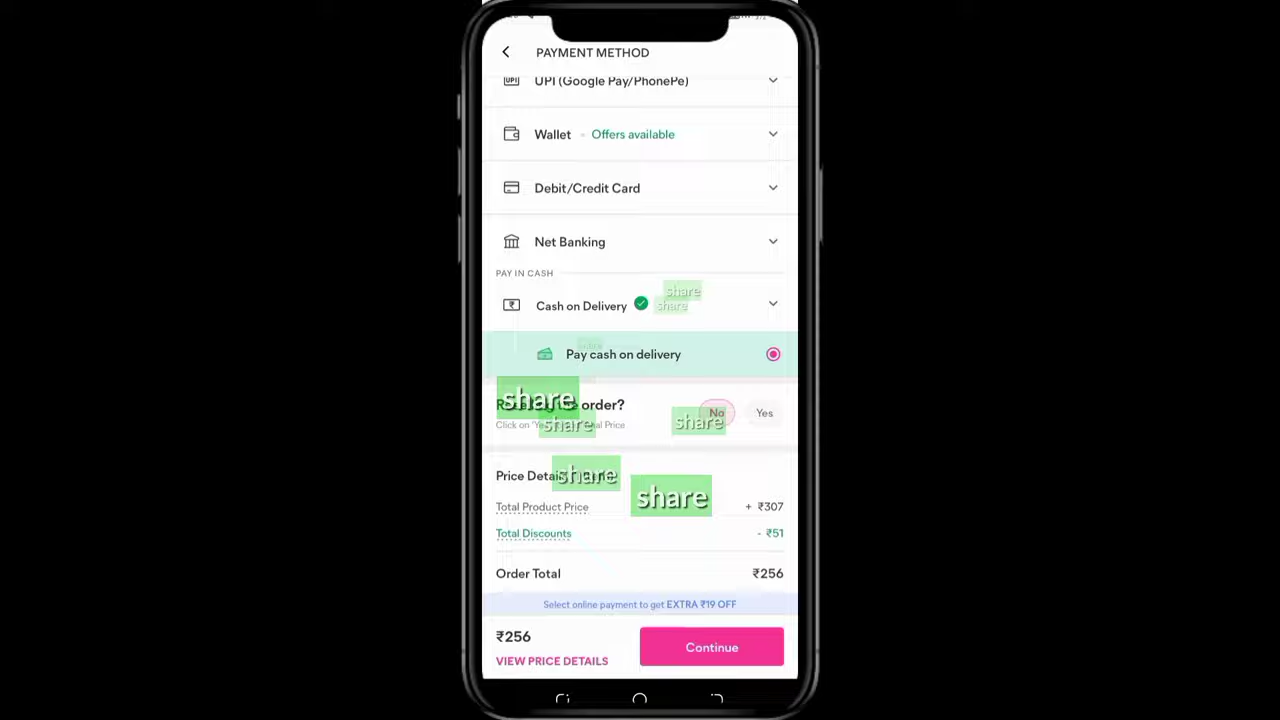 PAYMENT METHOD
UPI (Google Pay/PhonePe)
Wallet • Offers available
Debit/Credit Card
Net Banking
PAY IN CASH
share
Cash on Delivery share
Pay cash on delivery
share
order? No Yes
share
share
Click on Price
Price share
share
Total Product Price + ₹307
Total Discounts - ₹51
Order Total ₹256
Select online payment to get EXTRA ₹19 OFF
₹256
VIEW PRICE DETAILS
Continue